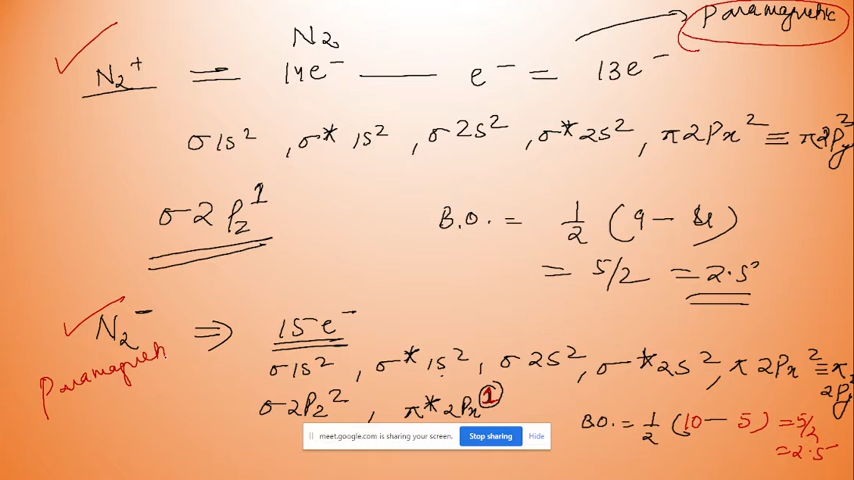 Paramagnetic
N₂
N₂⁺ = 14e⁻ — e⁻ = 13e⁻
σ1s², σ*1s², σ2s², σ*2s², π2Px² ≡ π2Py²
σ2Pz¹
B.O. = 1/2 (9 - 4)
= 5/2 = 2.5
N₂⁻ ⇒ 15e⁻
Paramagneti
σ1s², σ*1s², σ2s², σ*2s², π2Px² ≡ π2Py
σ2Pz², π*2Px¹
B.O. = 1/2 (10 - 5) = 5/2
= 2.5
meet.google.com is sharing your screen. Stop sharing Hide